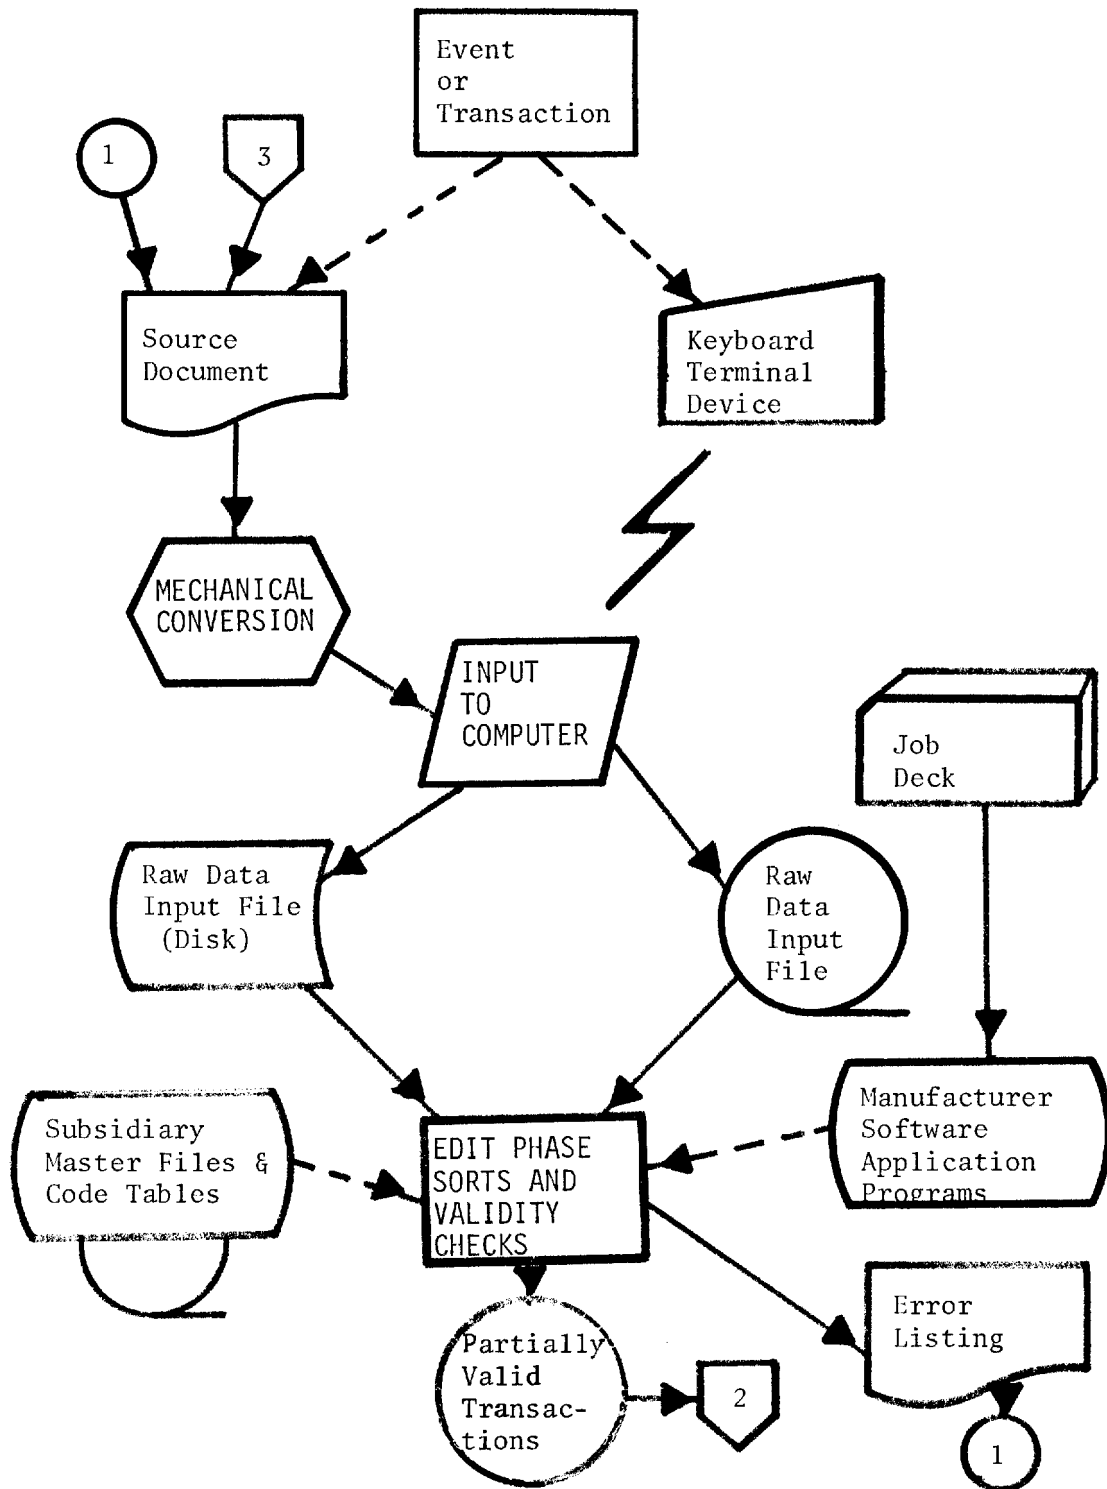 Event
or
Transaction
1
3
Source
Document
Keyboard
Terminal
Device
MECHANICAL
CONVERSION
INPUT
TO
COMPUTER
Job
Deck
Raw Data
Input File
(Disk)
Raw
Data
Input
File
Subsidiary
Master Files &
Code Tables
EDIT PHASE
SORTS AND
VALIDITY
CHECKS
Manufacturer
Software
Application
Programs
Error
Listing
Partially
Valid
Transac-
tions
2
1